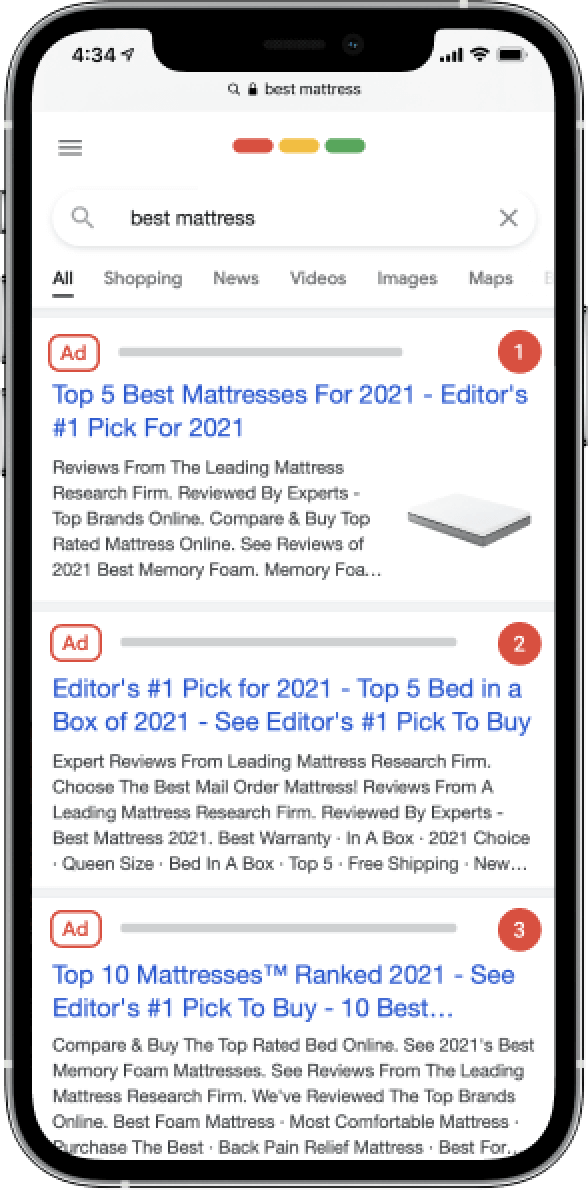 4:34
best mattress
best mattress
All Shopping News Videos Images Maps
Ad 1
Top 5 Best Mattresses For 2021 - Editor's
#1 Pick For 2021
Reviews From The Leading Mattress
Research Firm. Reviewed By Experts -
Top Brands Online. Compare & Buy Top
Rated Mattress Online. See Reviews of
2021 Best Memory Foam. Memory Foa...
Ad 2
Editor's #1 Pick for 2021 - Top 5 Bed in a
Box of 2021 - See Editor's #1 Pick To Buy
Expert Reviews From Leading Mattress Research Firm.
Choose The Best Mail Order Mattress! Reviews From A
Leading Mattress Research Firm. Reviewed By Experts -
Best Mattress 2021. Best Warranty · In A Box · 2021 Choice
· Queen Size · Bed In A Box · Top 5 · Free Shipping · New...
Ad 3
Top 10 Mattresses™ Ranked 2021 - See
Editor's #1 Pick To Buy - 10 Best...
Compare & Buy The Top Rated Bed Online. See 2021's Best
Memory Foam Mattresses. See Reviews From The Leading
Mattress Research Firm. We've Reviewed The Top Brands
Online. Best Foam Mattress · Most Comfortable Mattress ·
Purchase The Best · Back Pain Relief Mattress · Best For...